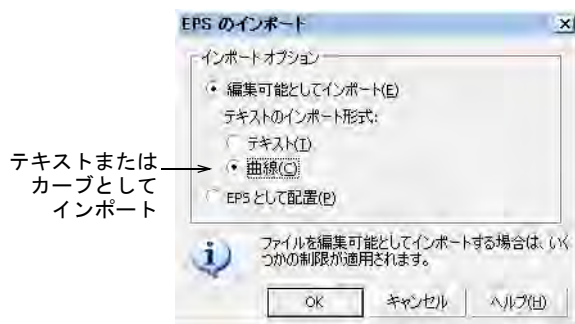 EPS のインポート
インポート オプション
編集可能としてインポート(E)
テキストのインポート形式:
テキスト(T)
曲線(C)
EPSとして配置(P)
テキストまたは
カーブとして
インポート
ファイルを編集可能としてインポートする場合は、いく
つかの制限が適用されます。
OK
キャンセル
ヘルプ(H)